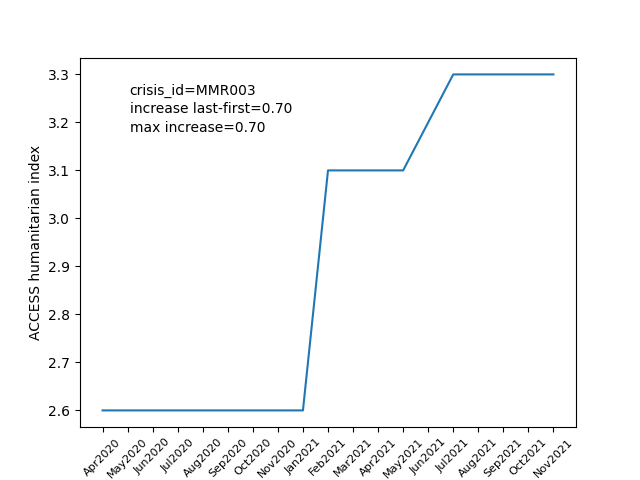 crisis_id=MMR003
increase last-first=0.70
max increase=0.70
ACCESS humanitarian index
3.3
3.2
3.1
3.0
2.9
2.8
2.7
2.6
Apr2020
May2020
Jun2020
Jul2020
Aug2020
Sep2020
Oct2020
Nov2020
Jan2021
Feb2021
Mar2021
Apr2021
May2021
Jun2021
Jul2021
Aug2021
Sep2021
Oct2021
Nov2021